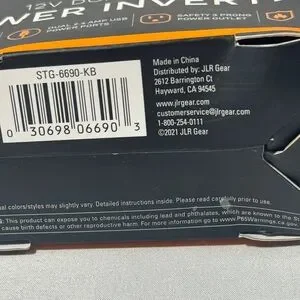 12V
DUAL 2.4 AMP USB
POWER PORTS
SAFETY 3 PRONG
POWER OUTLET
WER INVERT
STG-6690-KB
0 30698 06690 3
Made in China
Distributed by: JLR Gear
2612 Barrington Ct
Hayward, CA 94545
www.jlrgear.com
customerservice@jlrgear.com
1-800-254-0111
©2021 JLR Gear
colors/styles may slightly vary. Detailed instructions inside. Please read carefully prior to use.
This product can expose you to chemicals including lead and phthalates, which are known to the S
cause birth defects or other reproductive harm. For more information go to www.P65Warnings.ca.gov